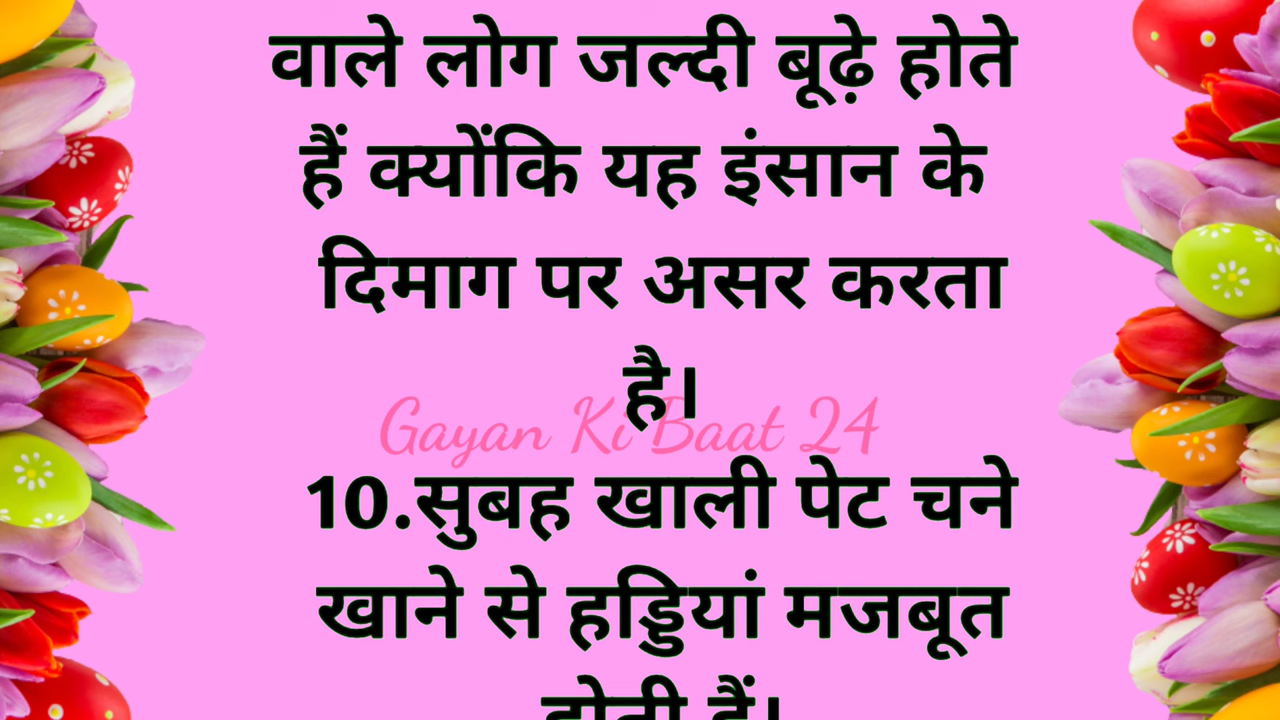 वाले लोग जल्दी बूढ़े होते
हैं क्योंकि यह इंसान के
दिमाग पर असर करता
है।
Gayan Ki Baat 24
10.सुबह खाली पेट चने
खाने से हड्डियां मजबूत
होती हैं।